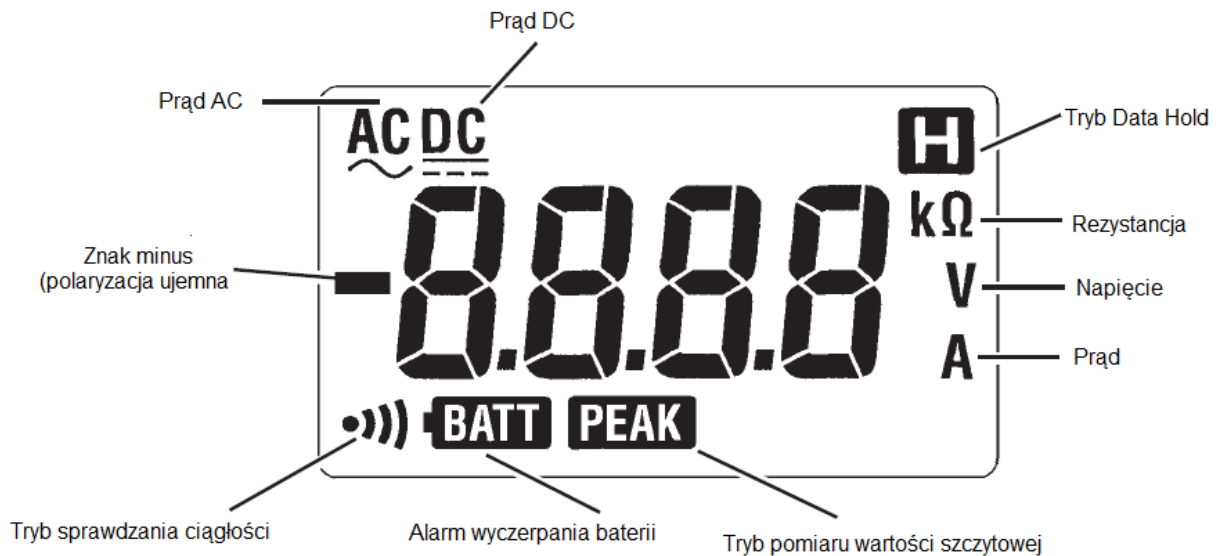 Prąd DC
Prąd AC
AC DC
H
Tryb Data Hold
kΩ
Rezystancja
Znak minus
(polaryzacja ujemna
-8.8.8.8
V
Napięcie
A
Prąd
BATT PEAK
Tryb sprawdzania ciągłości
Alarm wyczerpania baterii
Tryb pomiaru wartości szczytowej